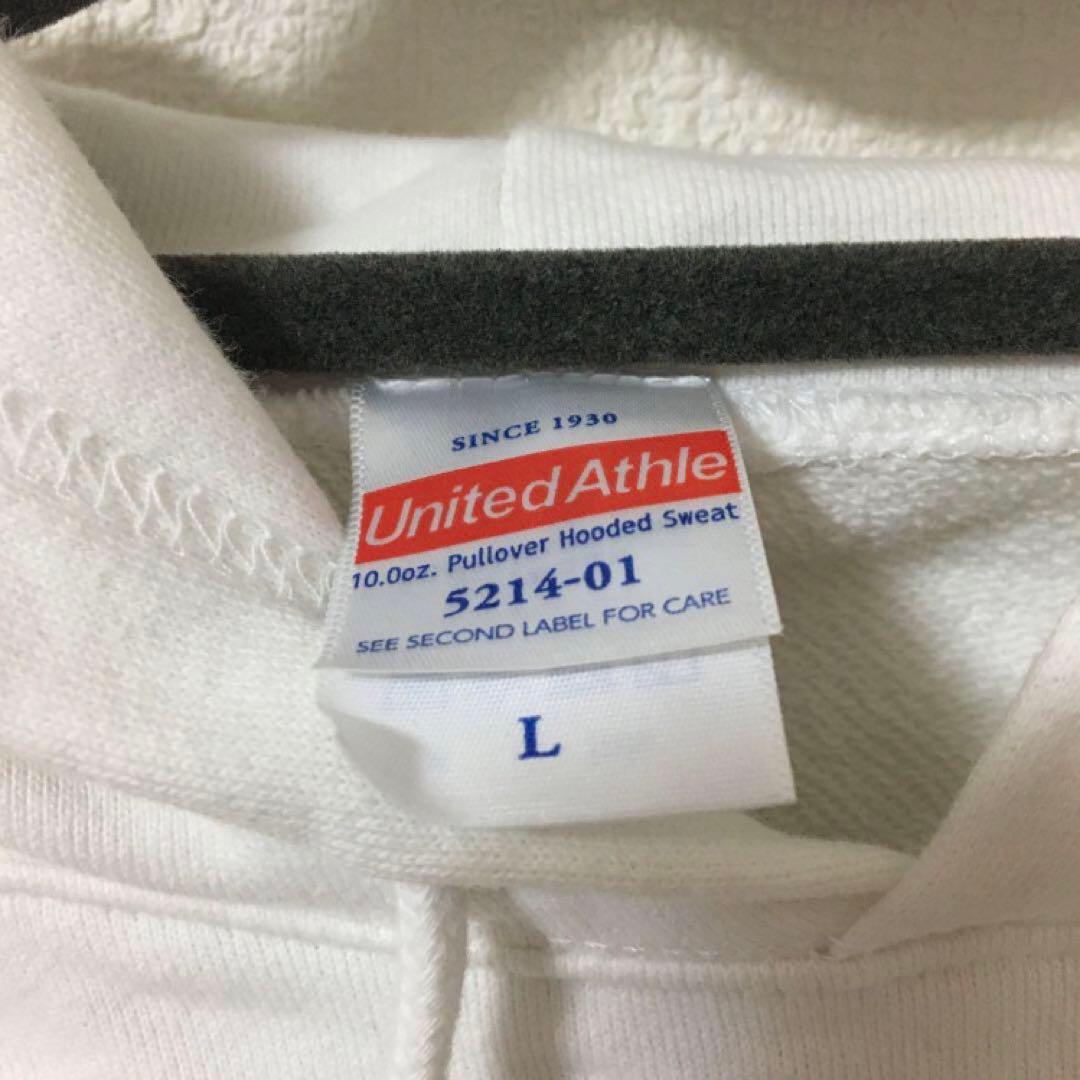 SINCE 1930
United Athle
10.0oz. Pullover Hooded Sweat
5214-01
SEE SECOND LABEL FOR CARE
L